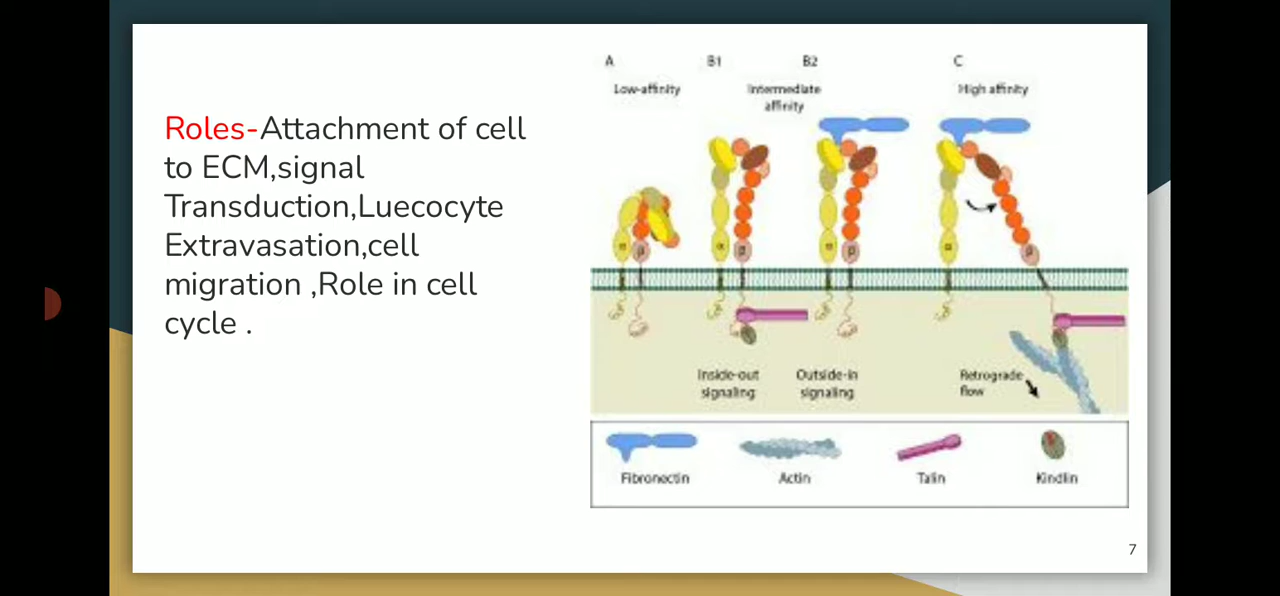 Roles-Attachment of cell
to ECM,signal
Transduction,Luecocyte
Extravasation,cell
migration ,Role in cell
cycle .
A
B1
B2
C
Low-affinity
Intermediate
affinity
High affinity
α
β
α
β
α
β
α
β
Inside-out
signaling
Outside-in
signaling
Retrograde
flow
Fibronectin
Actin
Talin
Kindlin
7